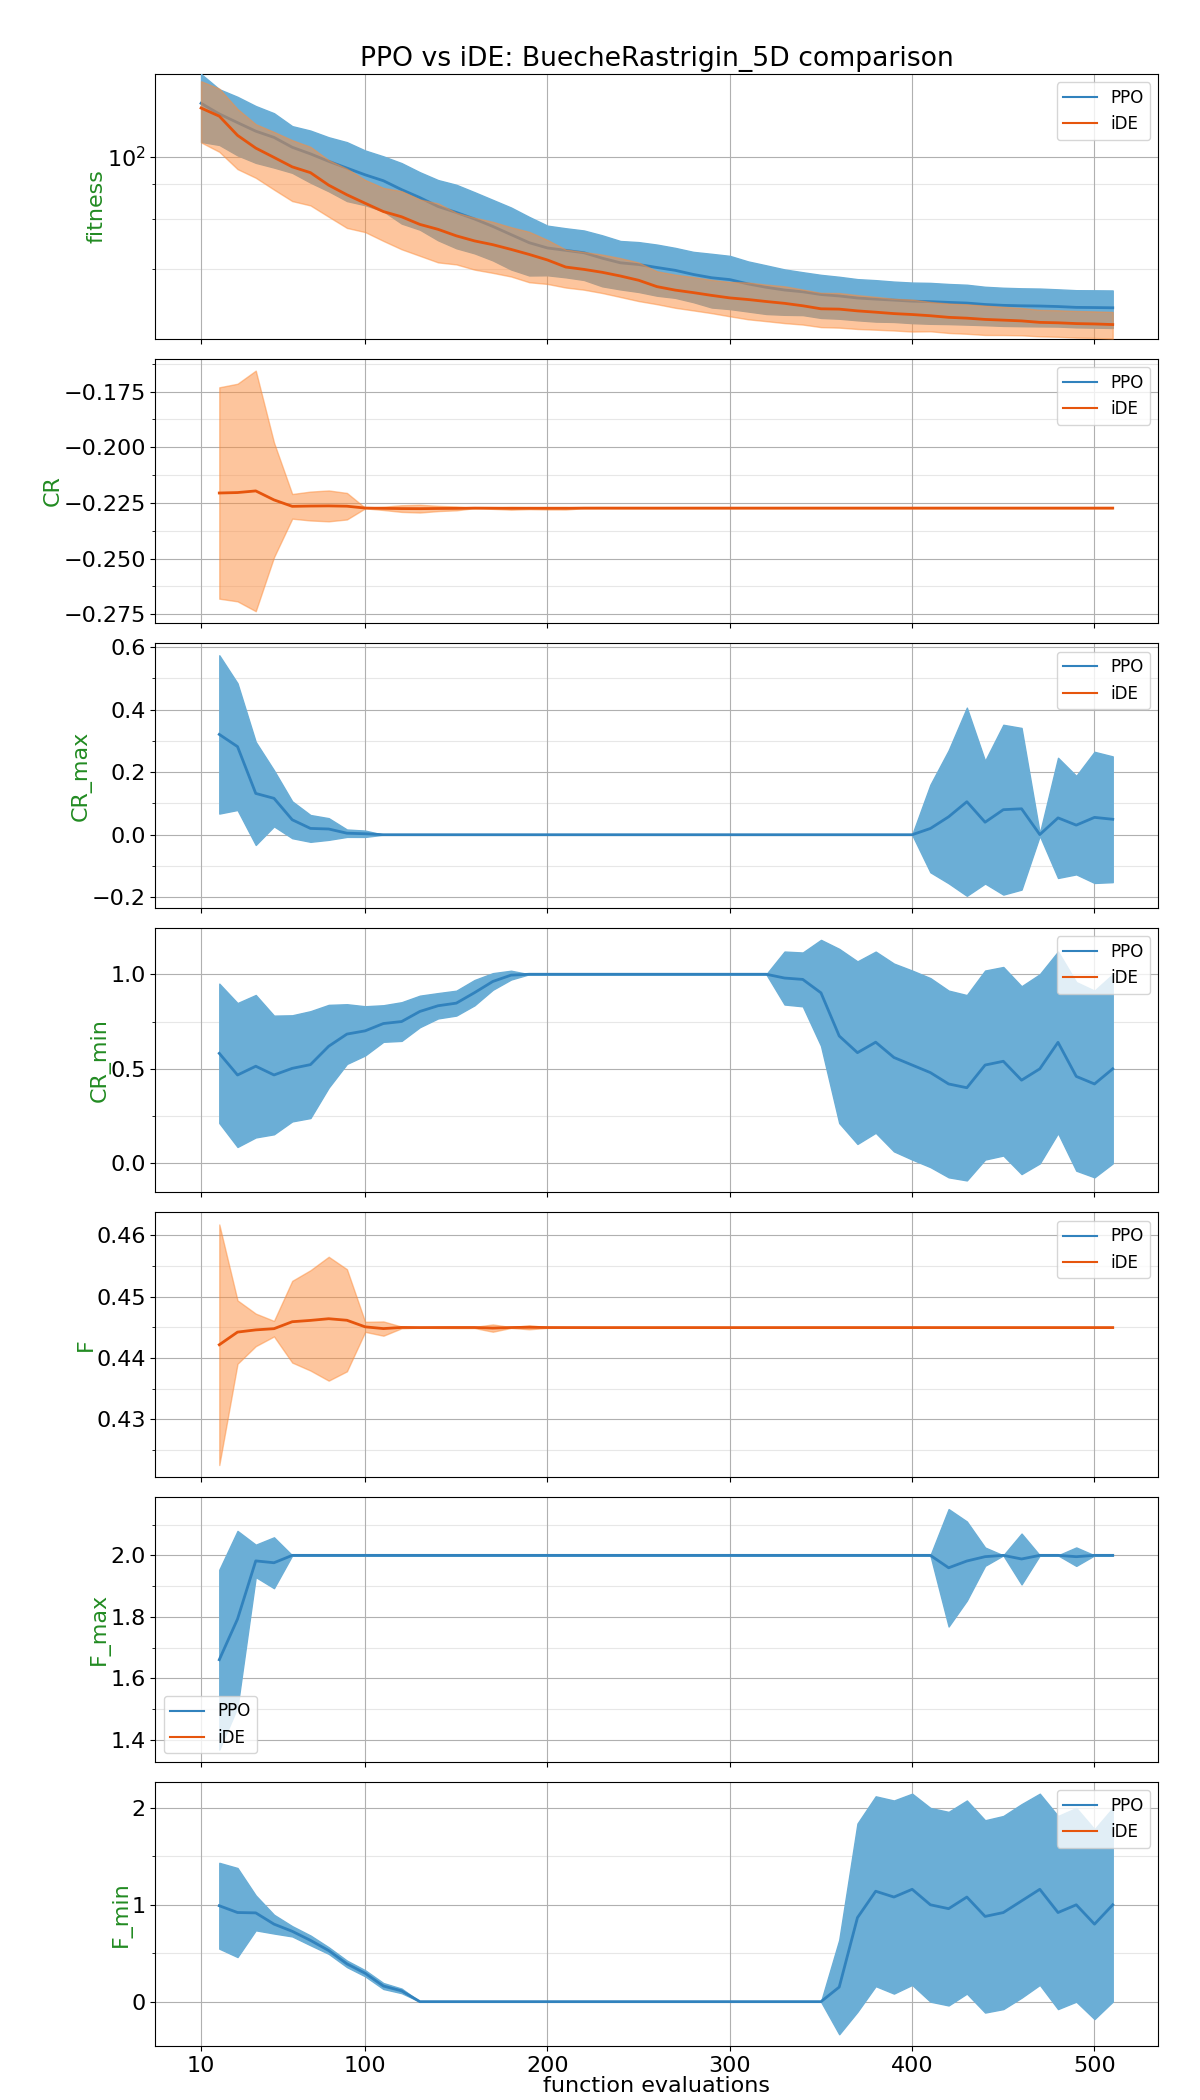 PPO vs iDE: BuecheRastrigin_5D comparison
fitness
10²
PPO
iDE
CR
−0.175
−0.200
−0.225
−0.250
−0.275
PPO
iDE
CR_max
0.6
0.4
0.2
0.0
−0.2
PPO
iDE
CR_min
1.0
0.5
0.0
PPO
iDE
F
0.46
0.45
0.44
0.43
PPO
iDE
F_max
2.0
1.8
1.6
1.4
PPO
iDE
F_min
2
1
0
PPO
iDE
10 100 200 300 400 500
function evaluations